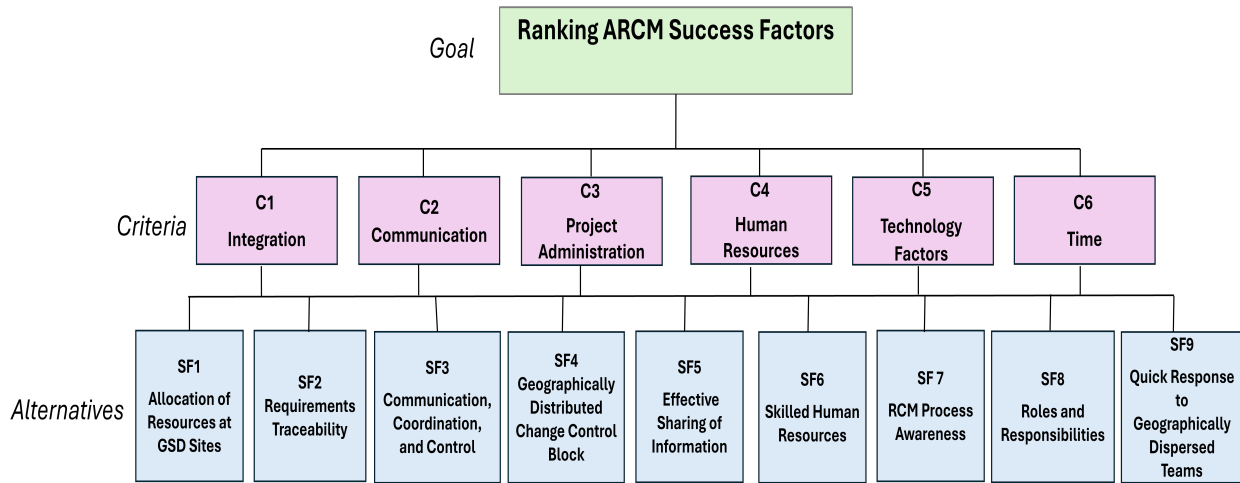 Goal
Ranking ARCM Success Factors
Criteria
C1
Integration
C2
Communication
C3
Project
Administration
C4
Human
Resources
C5
Technology
Factors
C6
Time
Alternatives
SF1
Allocation of
Resources at
GSD Sites
SF2
Requirements
Traceability
SF3
Communication,
Coordination,
and Control
SF4
Geographically
Distributed
Change Control
Block
SF5
Effective
Sharing of
Information
SF6
Skilled Human
Resources
SF 7
RCM Process
Awareness
SF8
Roles and
Responsibilities
SF9
Quick Response
to
Geographically
Dispersed
Teams